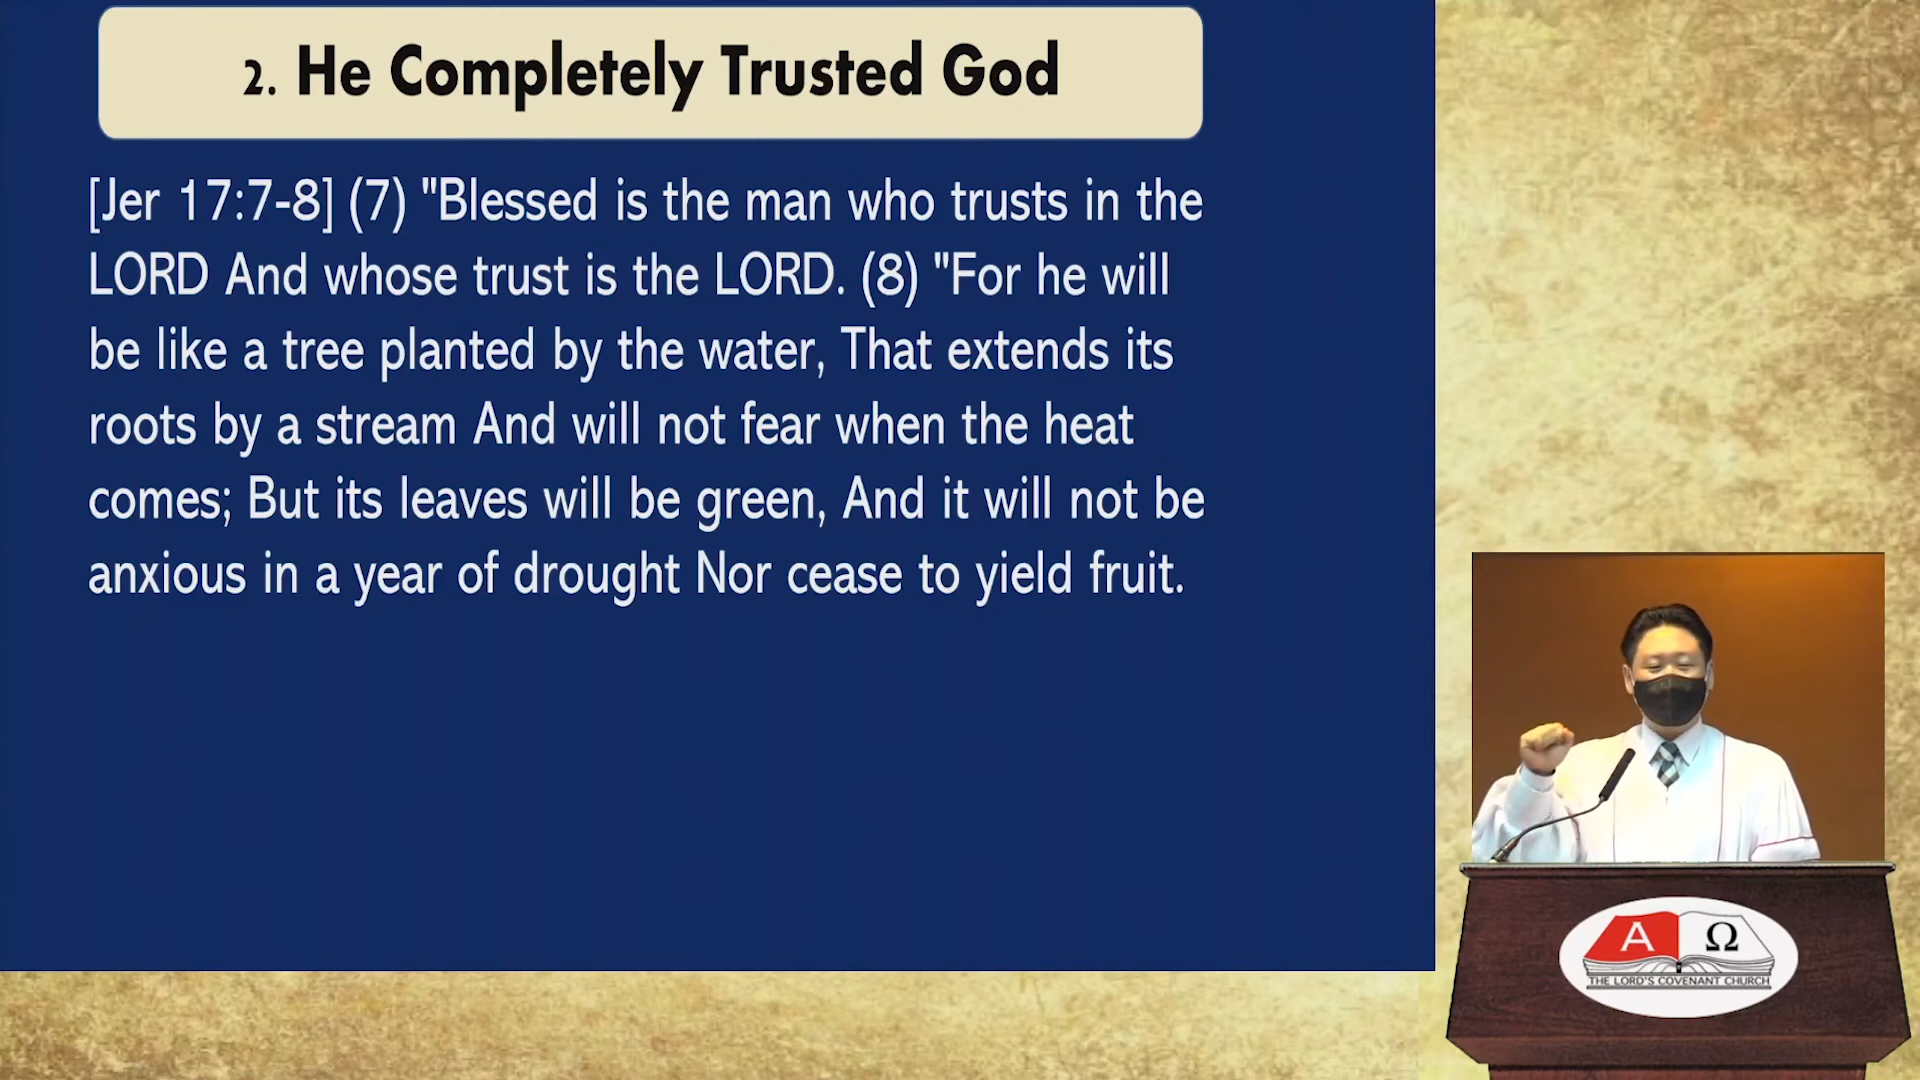 2. He Completely Trusted God
[Jer 17:7-8] (7) "Blessed is the man who trusts in the
LORD And whose trust is the LORD. (8) "For he will
be like a tree planted by the water, That extends its
roots by a stream And will not fear when the heat
comes; But its leaves will be green, And it will not be
anxious in a year of drought Nor cease to yield fruit.
A Ω
THE LORD'S COVENANT CHURCH